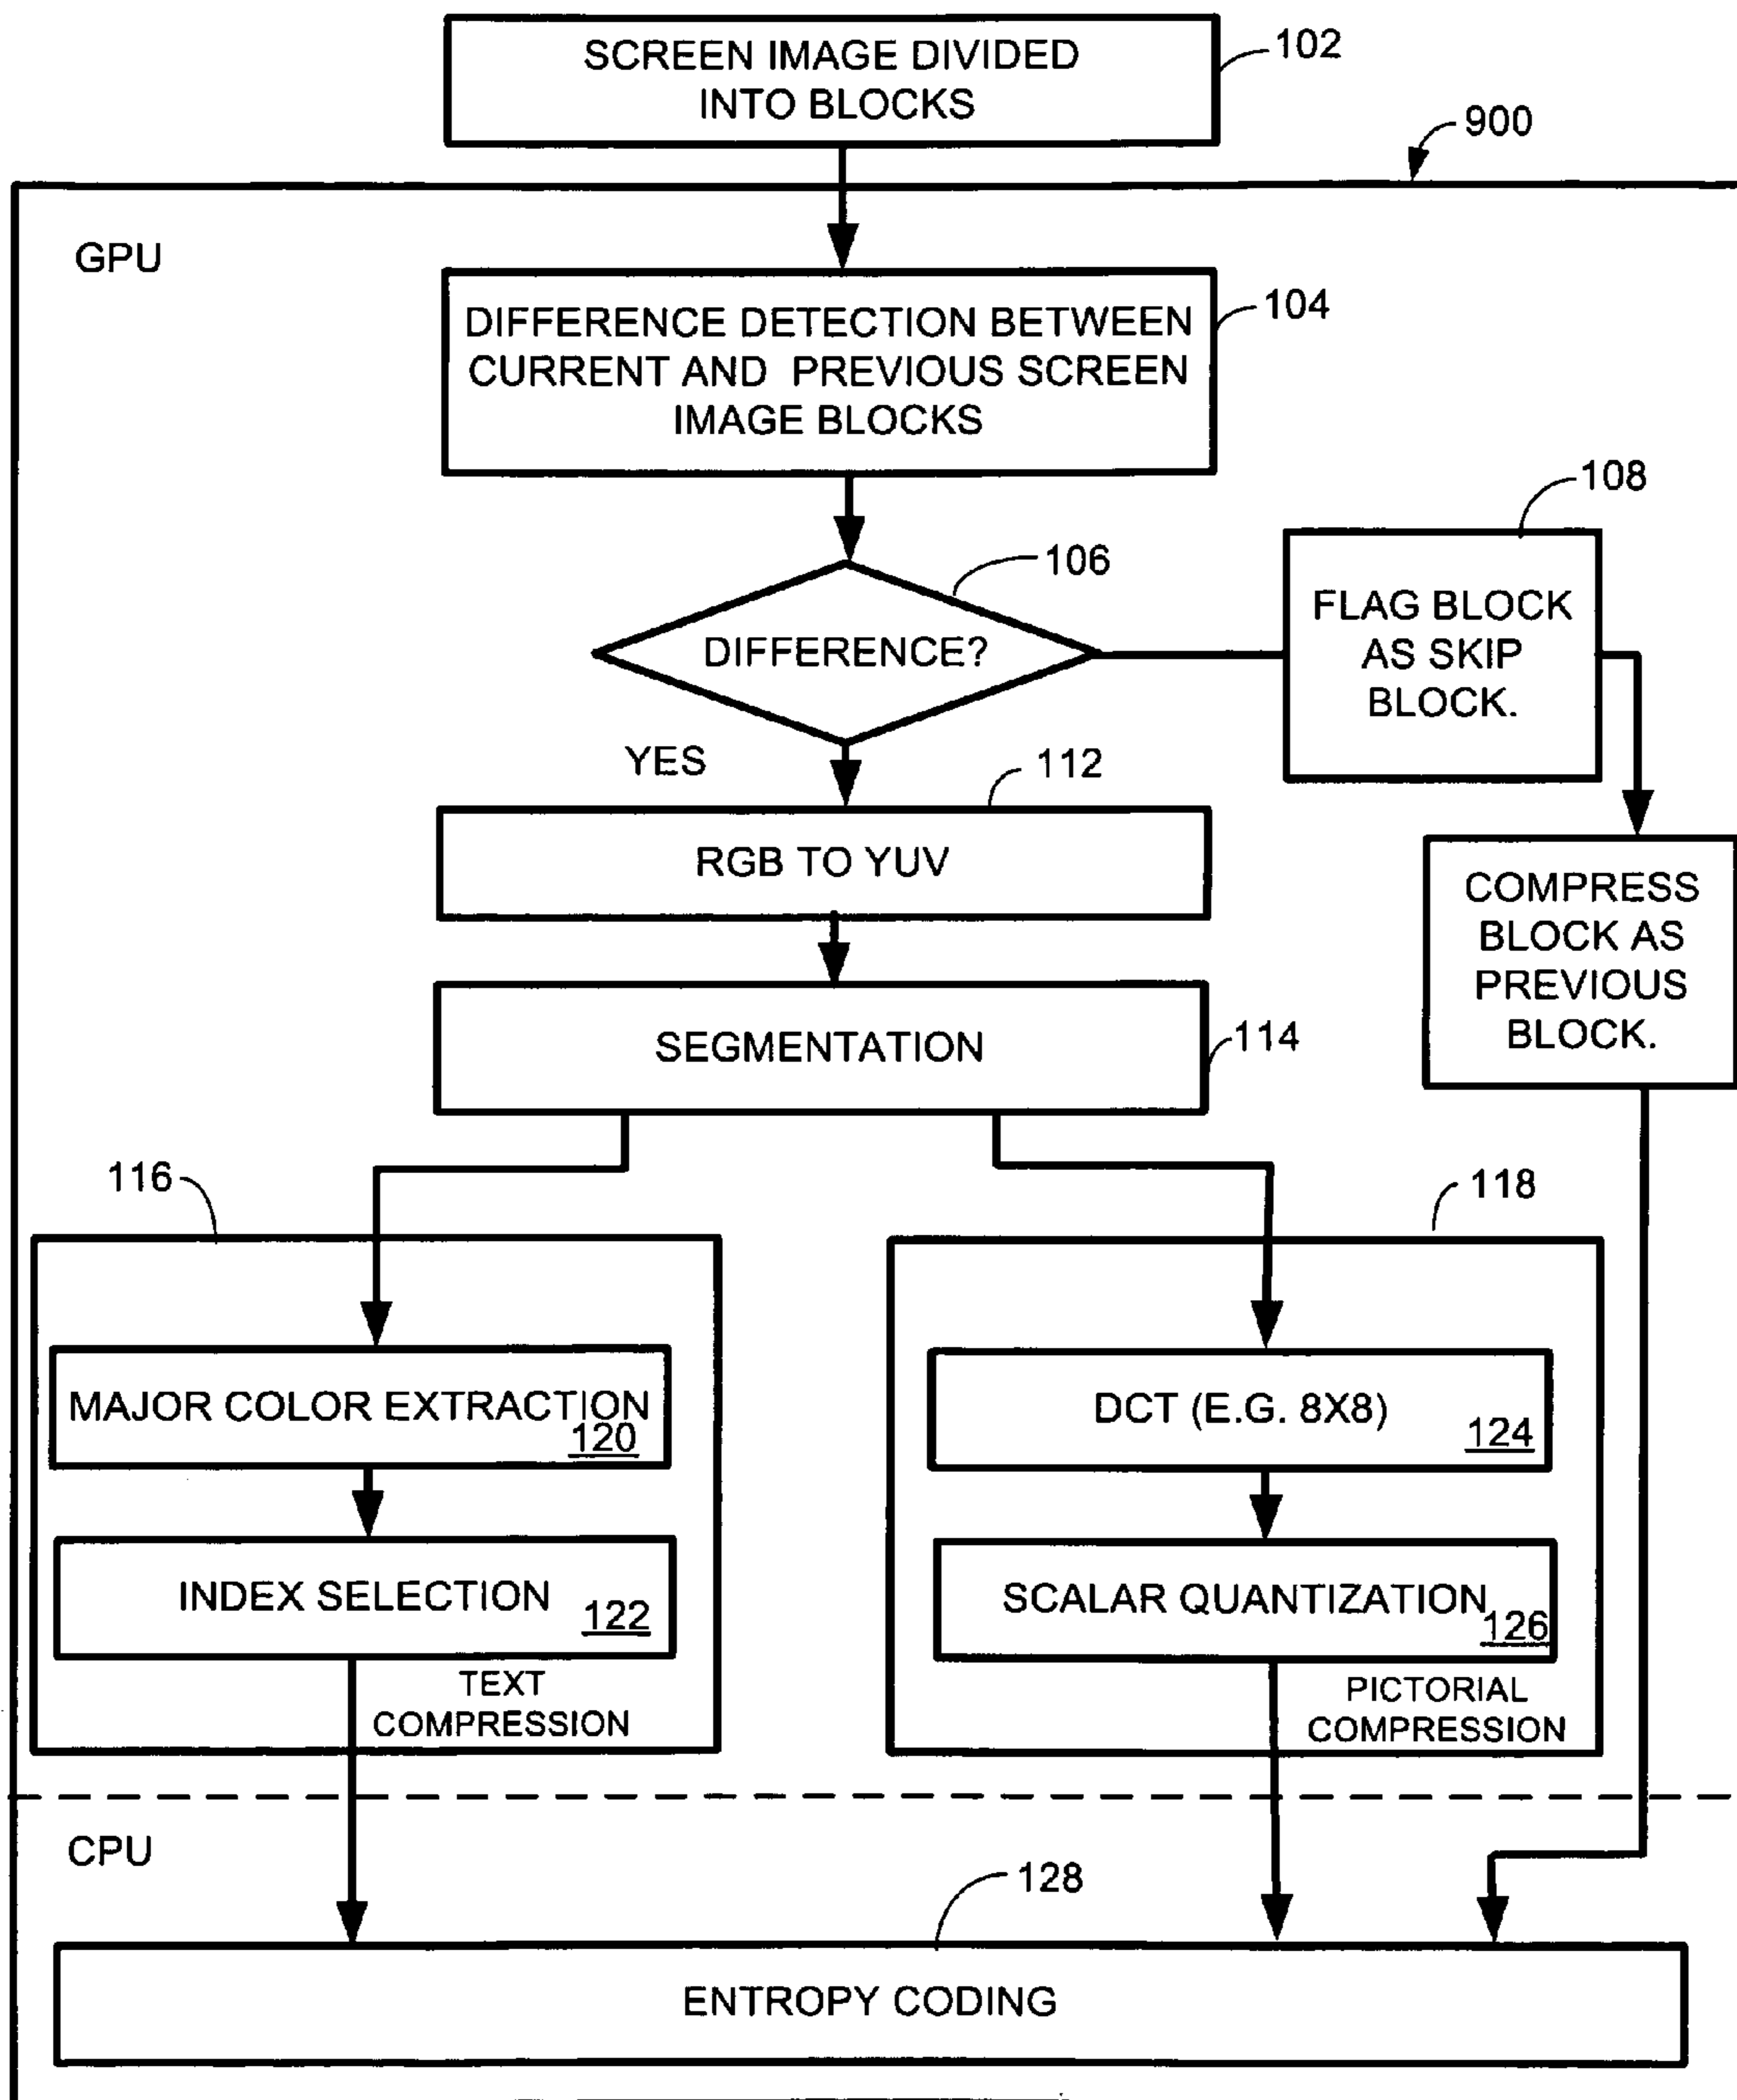 SCREEN IMAGE DIVIDED
INTO BLOCKS
102
900
GPU
DIFFERENCE DETECTION BETWEEN
CURRENT AND PREVIOUS SCREEN
IMAGE BLOCKS
104
108
106
DIFFERENCE?
FLAG BLOCK
AS SKIP
BLOCK.
YES
112
RGB TO YUV
COMPRESS
BLOCK AS
PREVIOUS
BLOCK.
SEGMENTATION
114
116
118
MAJOR COLOR EXTRACTION
120
DCT (E.G. 8X8)
124
INDEX SELECTION
122
SCALAR QUANTIZATION
126
TEXT
COMPRESSION
PICTORIAL
COMPRESSION
CPU
128
ENTROPY CODING